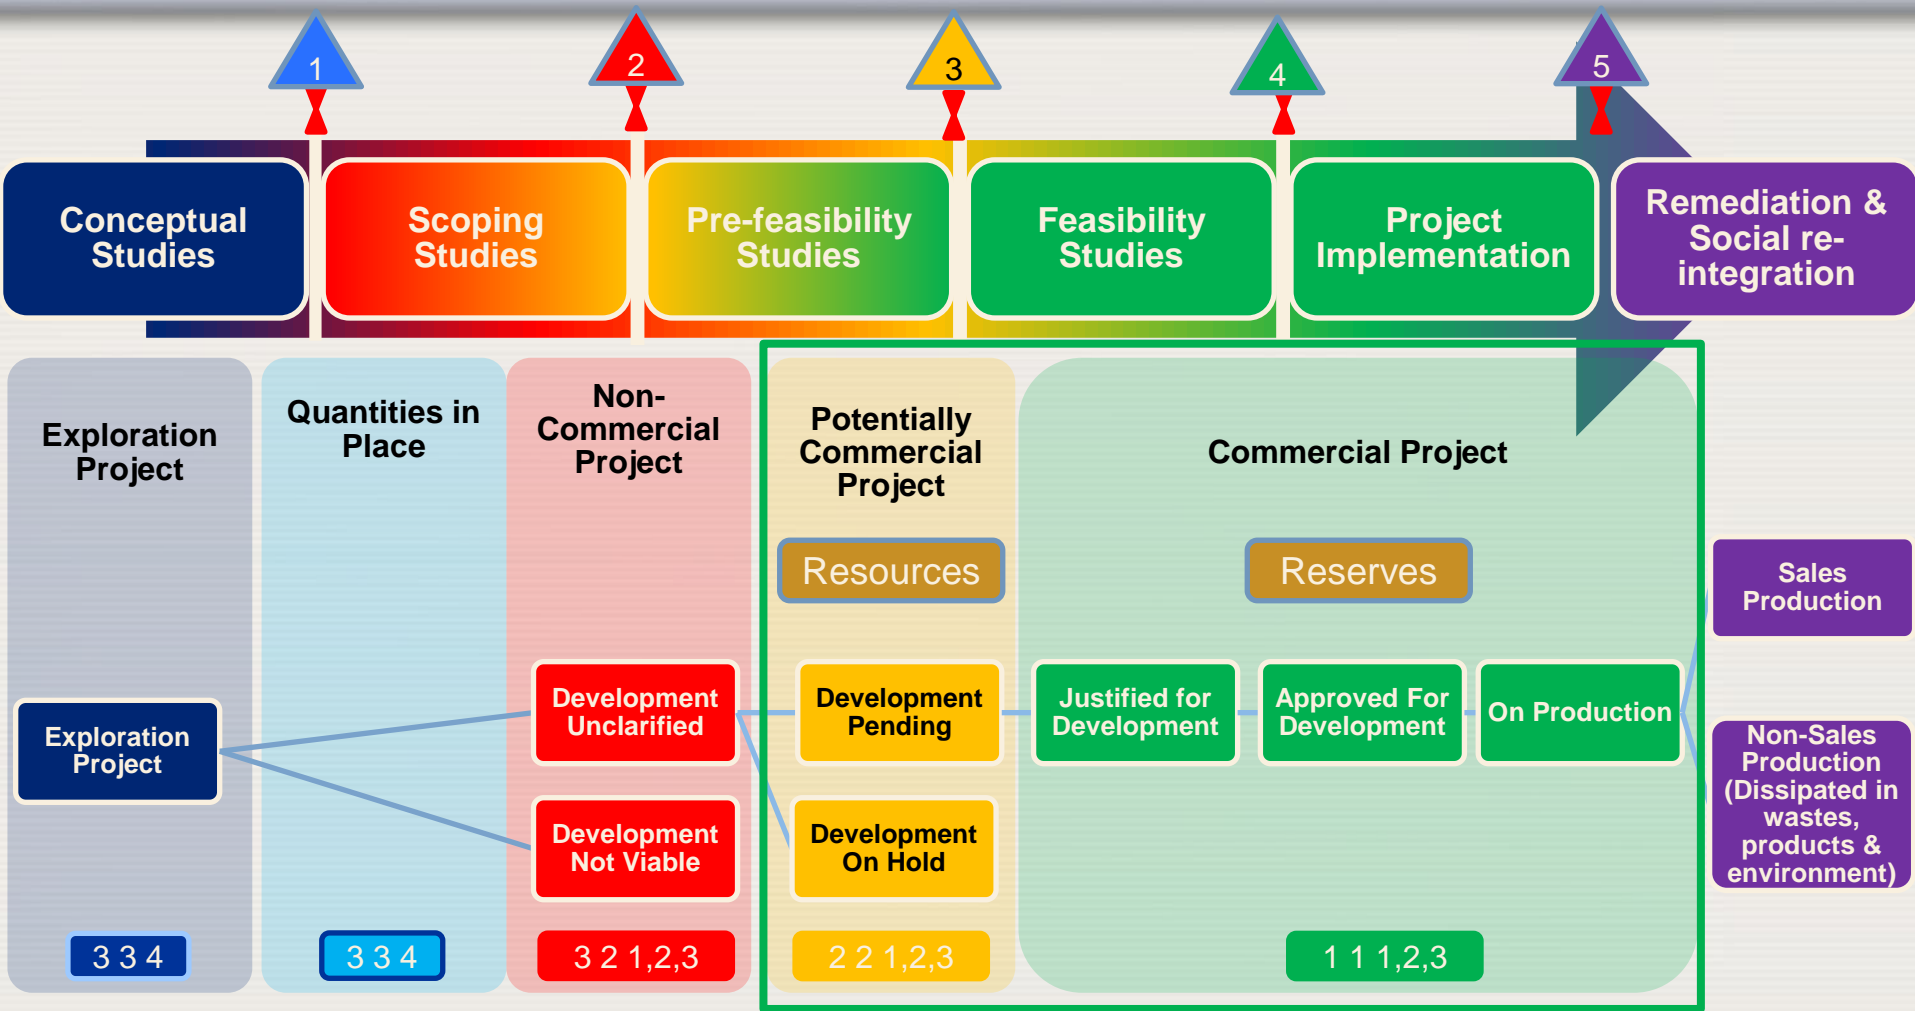 1
2
3
4
5
Conceptual
Studies
Scoping
Studies
Pre-feasibility
Studies
Feasibility
Studies
Project
Implementation
Remediation &
Social re-
integration
Exploration
Project
Quantities in
Place
Non-
Commercial
Project
Potentially
Commercial
Project
Commercial Project
Resources
Reserves
Sales
Production
Exploration
Project
Development
Unclarified
Development
Not Viable
Development
Pending
Development
On Hold
Justified for
Development
Approved For
Development
On Production
Non-Sales
Production
(Dissipated in
wastes,
products &
environment)
3 3 4
3 3 4
3 2 1,2,3
2 2 1,2,3
1 1 1,2,3